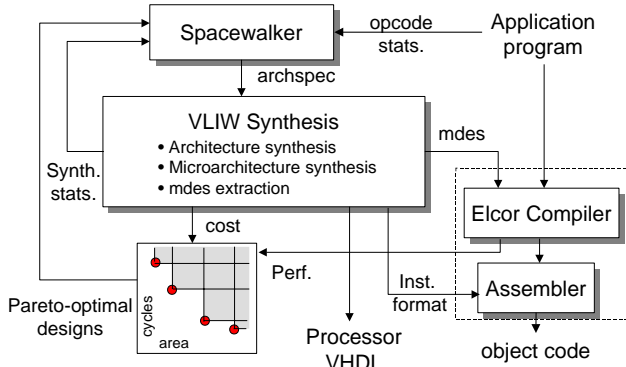 Spacewalker
opcode
stats.
Application
program
archspec
VLIW Synthesis
• Architecture synthesis
• Microarchitecture synthesis
• mdes extraction
mdes
Synth.
stats.
Elcor Compiler
cost
Perf.
Inst.
format
Assembler
Pareto-optimal
designs
cycles
area
Processor
VHDL
object code